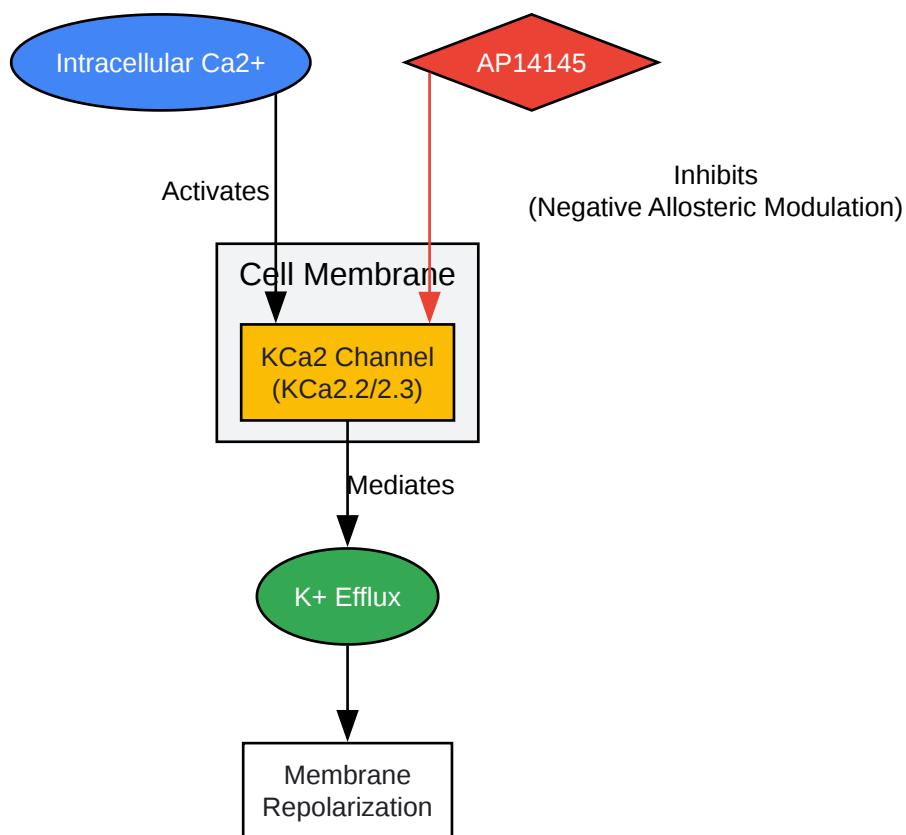 Intracellular Ca2+
AP14145
Activates
Inhibits
(Negative Allosteric Modulation)
Cell Membrane
KCa2 Channel
(KCa2.2/2.3)
Mediates
K+ Efflux
Membrane
Repolarization